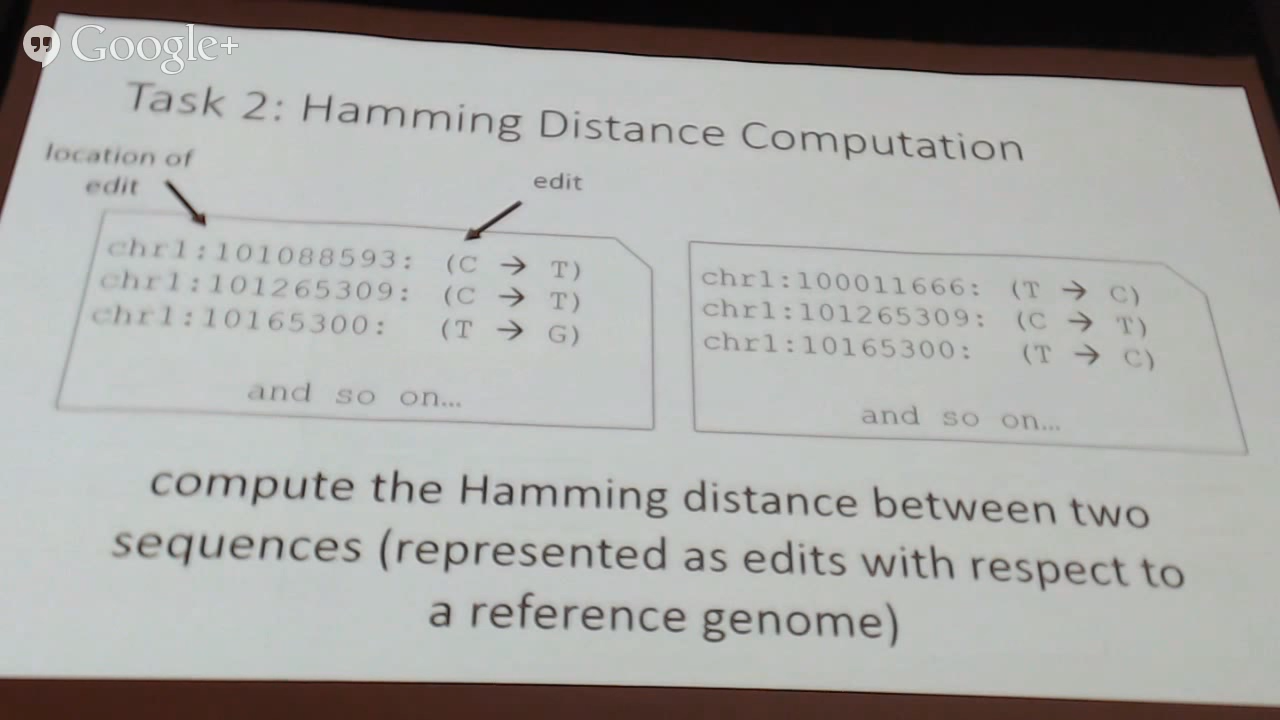 Google+
Task 2: Hamming Distance Computation
location of
edit
edit
chr1:101088593: (C → T)
chr1:101265309: (C → T)
chr1:10165300: (T → G)
and so on…
chr1:100011666: (T → C)
chr1:101265309: (C → T)
chr1:10165300: (T → C)
and so on…
compute the Hamming distance between two
sequences (represented as edits with respect to
a reference genome)